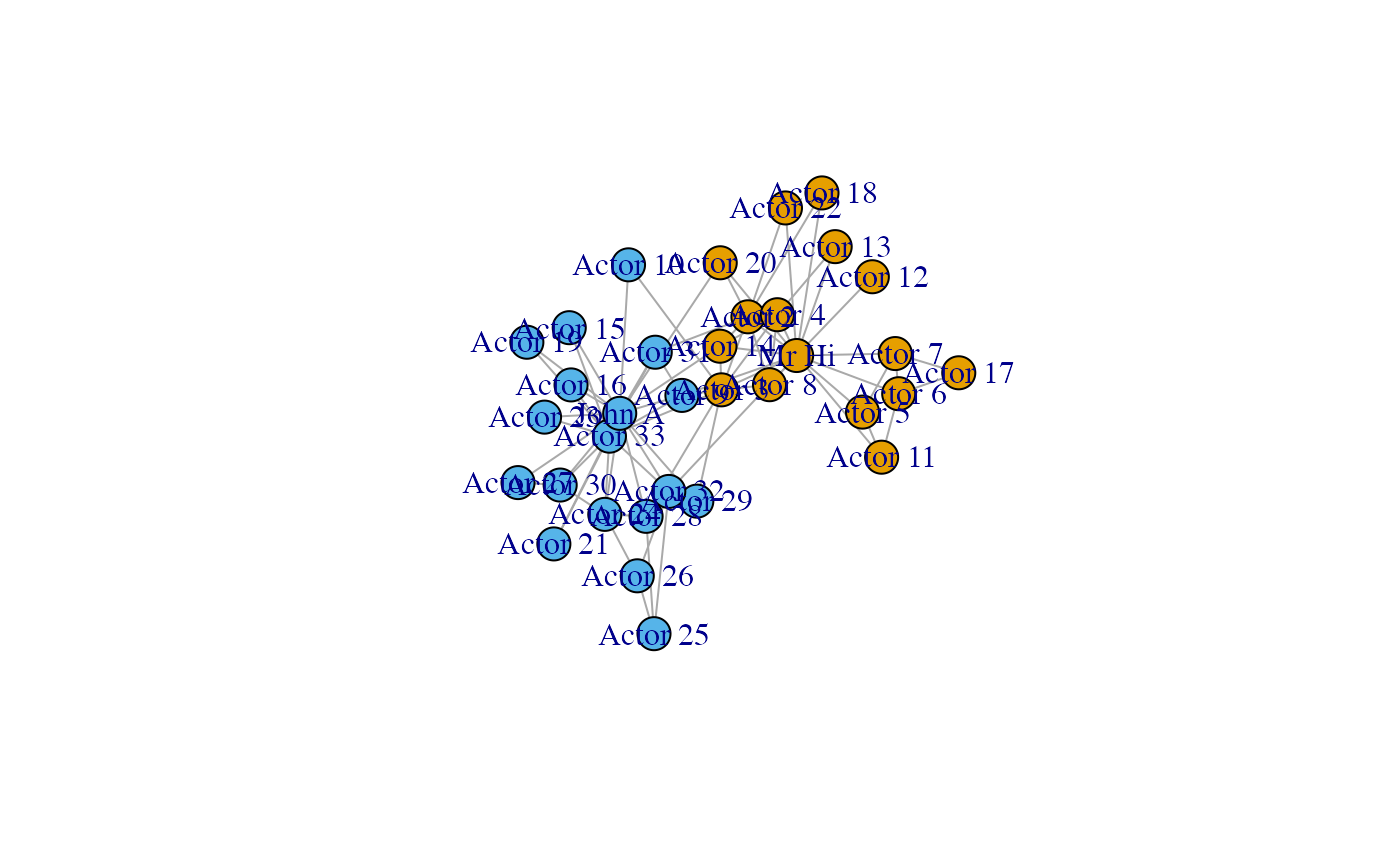 Actor 18
Actor 22
Actor 13
Actor 10
Actor 20
Actor 12
Actor 2
Actor 4
Actor 15
Actor 19
Actor 31
Actor 14
Mr Hi
Actor 7
Actor 17
Actor 16
Actor 9
Actor 3
Actor 8
Actor 6
Actor 23
John A
Actor 5
Actor 33
Actor 11
Actor 27
Actor 30
Actor 32
Actor 29
Actor 24
Actor 28
Actor 21
Actor 26
Actor 25